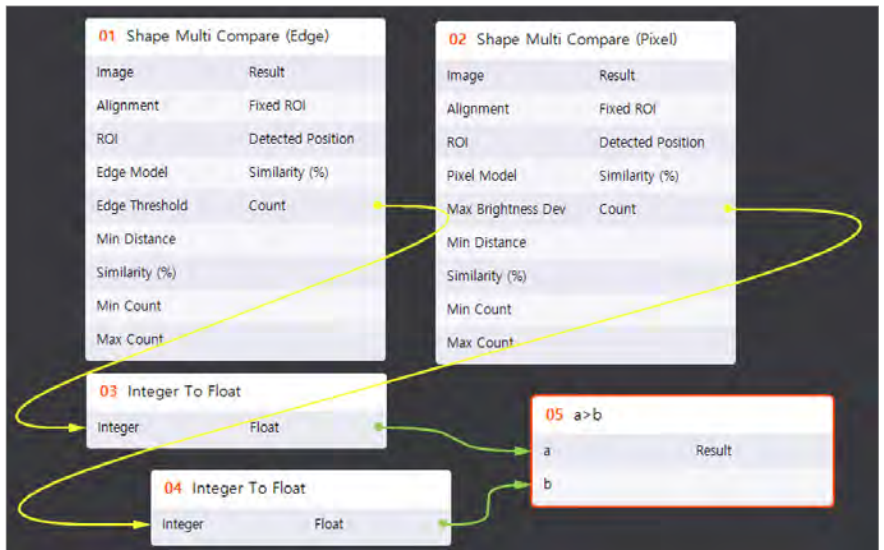 01 Shape Multi Compare (Edge)
Image Result
Alignment Fixed ROI
ROI Detected Position
Edge Model Similarity (%)
Edge Threshold Count
Min Distance
Similarity (%)
Min Count
Max Count
02 Shape Multi Compare (Pixel)
Image Result
Alignment Fixed ROI
ROI Detected Position
Pixel Model Similarity (%)
Max Brightness Dev Count
Min Distance
Similarity (%)
Min Count
Max Count
03 Integer To Float
Integer Float
04 Integer To Float
Integer Float
05 a>b
a Result
b